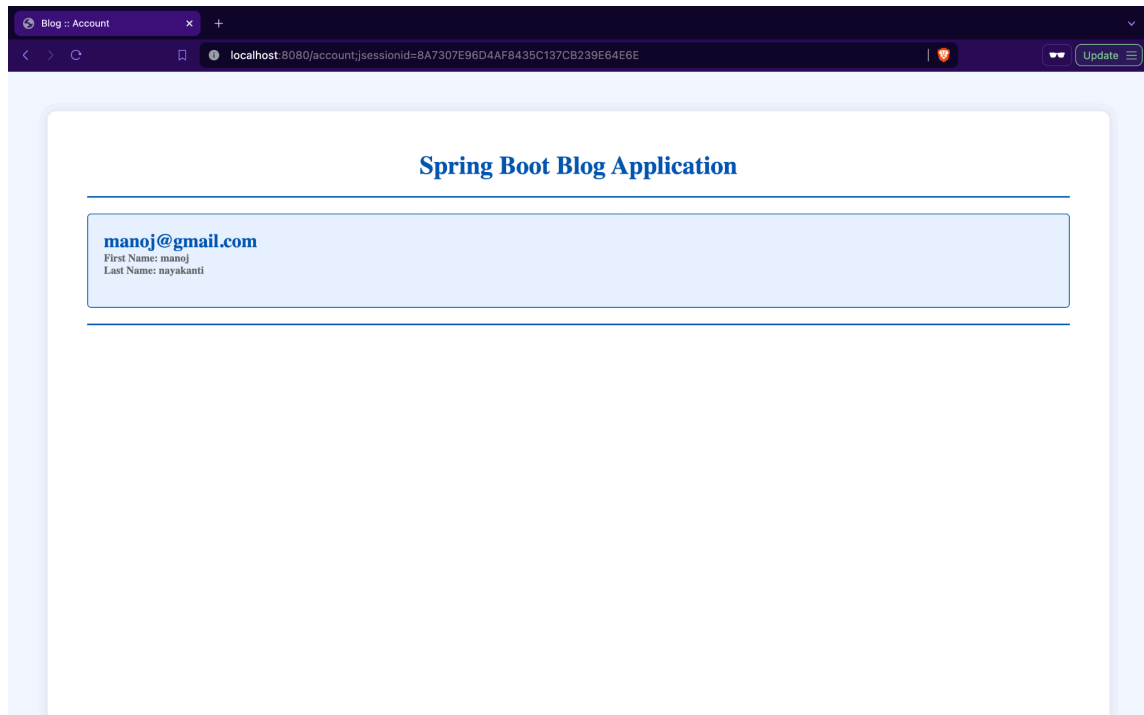 Blog :: Account
localhost:8080/account;jsessionid=8A7307E96D4AF8435C137CB239E64E6E
Update
Spring Boot Blog Application
manoj@gmail.com
First Name: manoj
Last Name: nayakanti